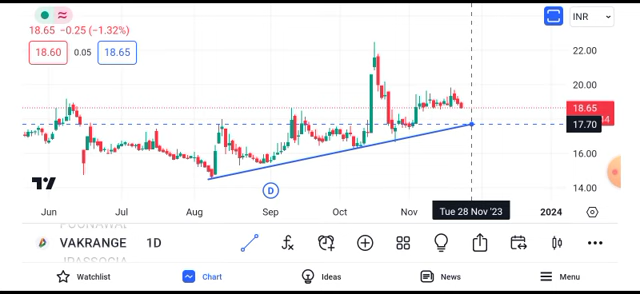 INR
18.65 −0.25 (−1.32%)
18.60 0.05 18.65
22.00
20.00
18.65
17.70
16.00
14.00
D
Jun Jul Aug Sep Oct Nov Tue 28 Nov '23 2024
VAKRANGE 1D
Watchlist Chart Ideas News Menu